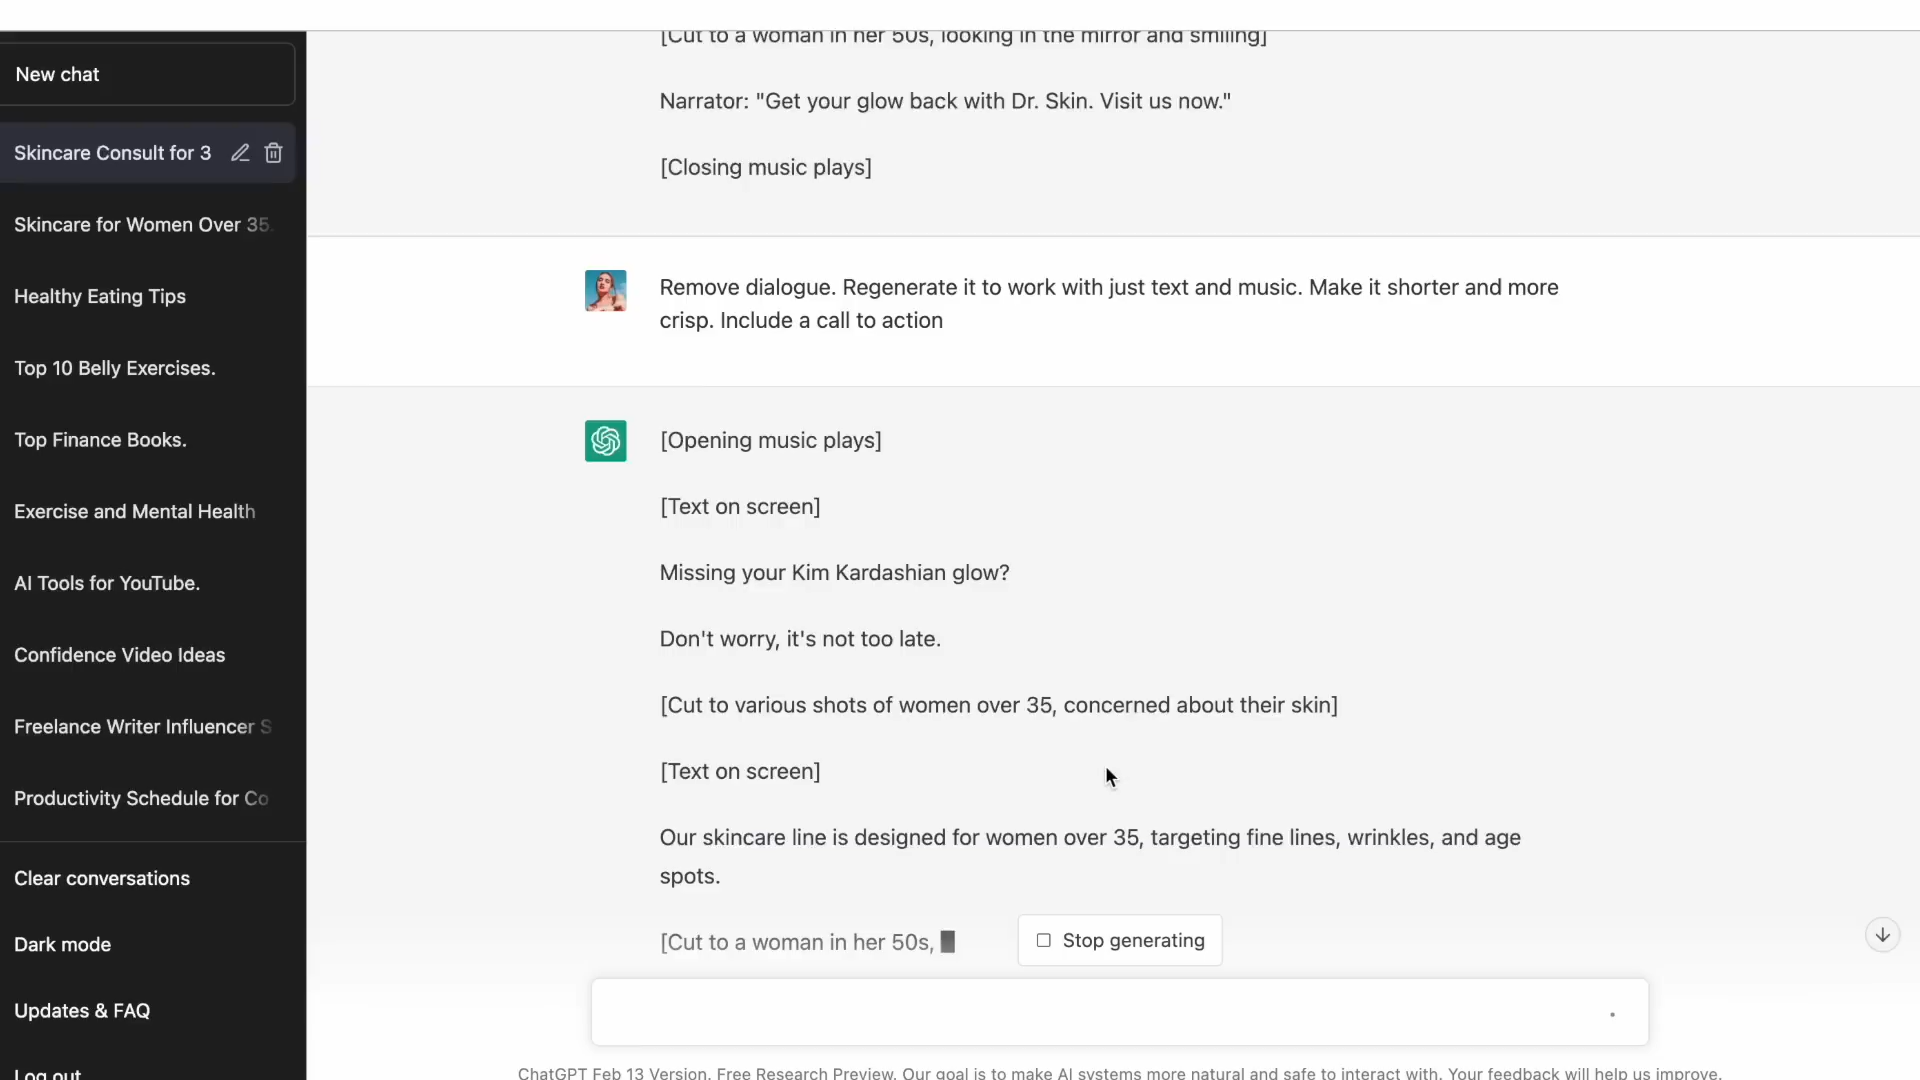 [Cut to a woman in her 50s, looking in the mirror and smiling]
New chat
Narrator: "Get your glow back with Dr. Skin. Visit us now."
Skincare Consult for 3
[Closing music plays]
Skincare for Women Over 35.
Healthy Eating Tips
Remove dialogue. Regenerate it to work with just text and music. Make it shorter and more
crisp. Include a call to action
Top 10 Belly Exercises.
Top Finance Books.
[Opening music plays]
Exercise and Mental Health
[Text on screen]
AI Tools for YouTube.
Missing your Kim Kardashian glow?
Confidence Video Ideas
Don't worry, it's not too late.
Freelance Writer Influencer S
[Cut to various shots of women over 35, concerned about their skin]
Productivity Schedule for Co
[Text on screen]
Our skincare line is designed for women over 35, targeting fine lines, wrinkles, and age
spots.
Clear conversations
[Cut to a woman in her 50s,
Stop generating
Dark mode
Updates & FAQ
Log out
ChatGPT Feb 13 Version. Free Research Preview. Our goal is to make AI systems more natural and safe to interact with. Your feedback will help us improve.